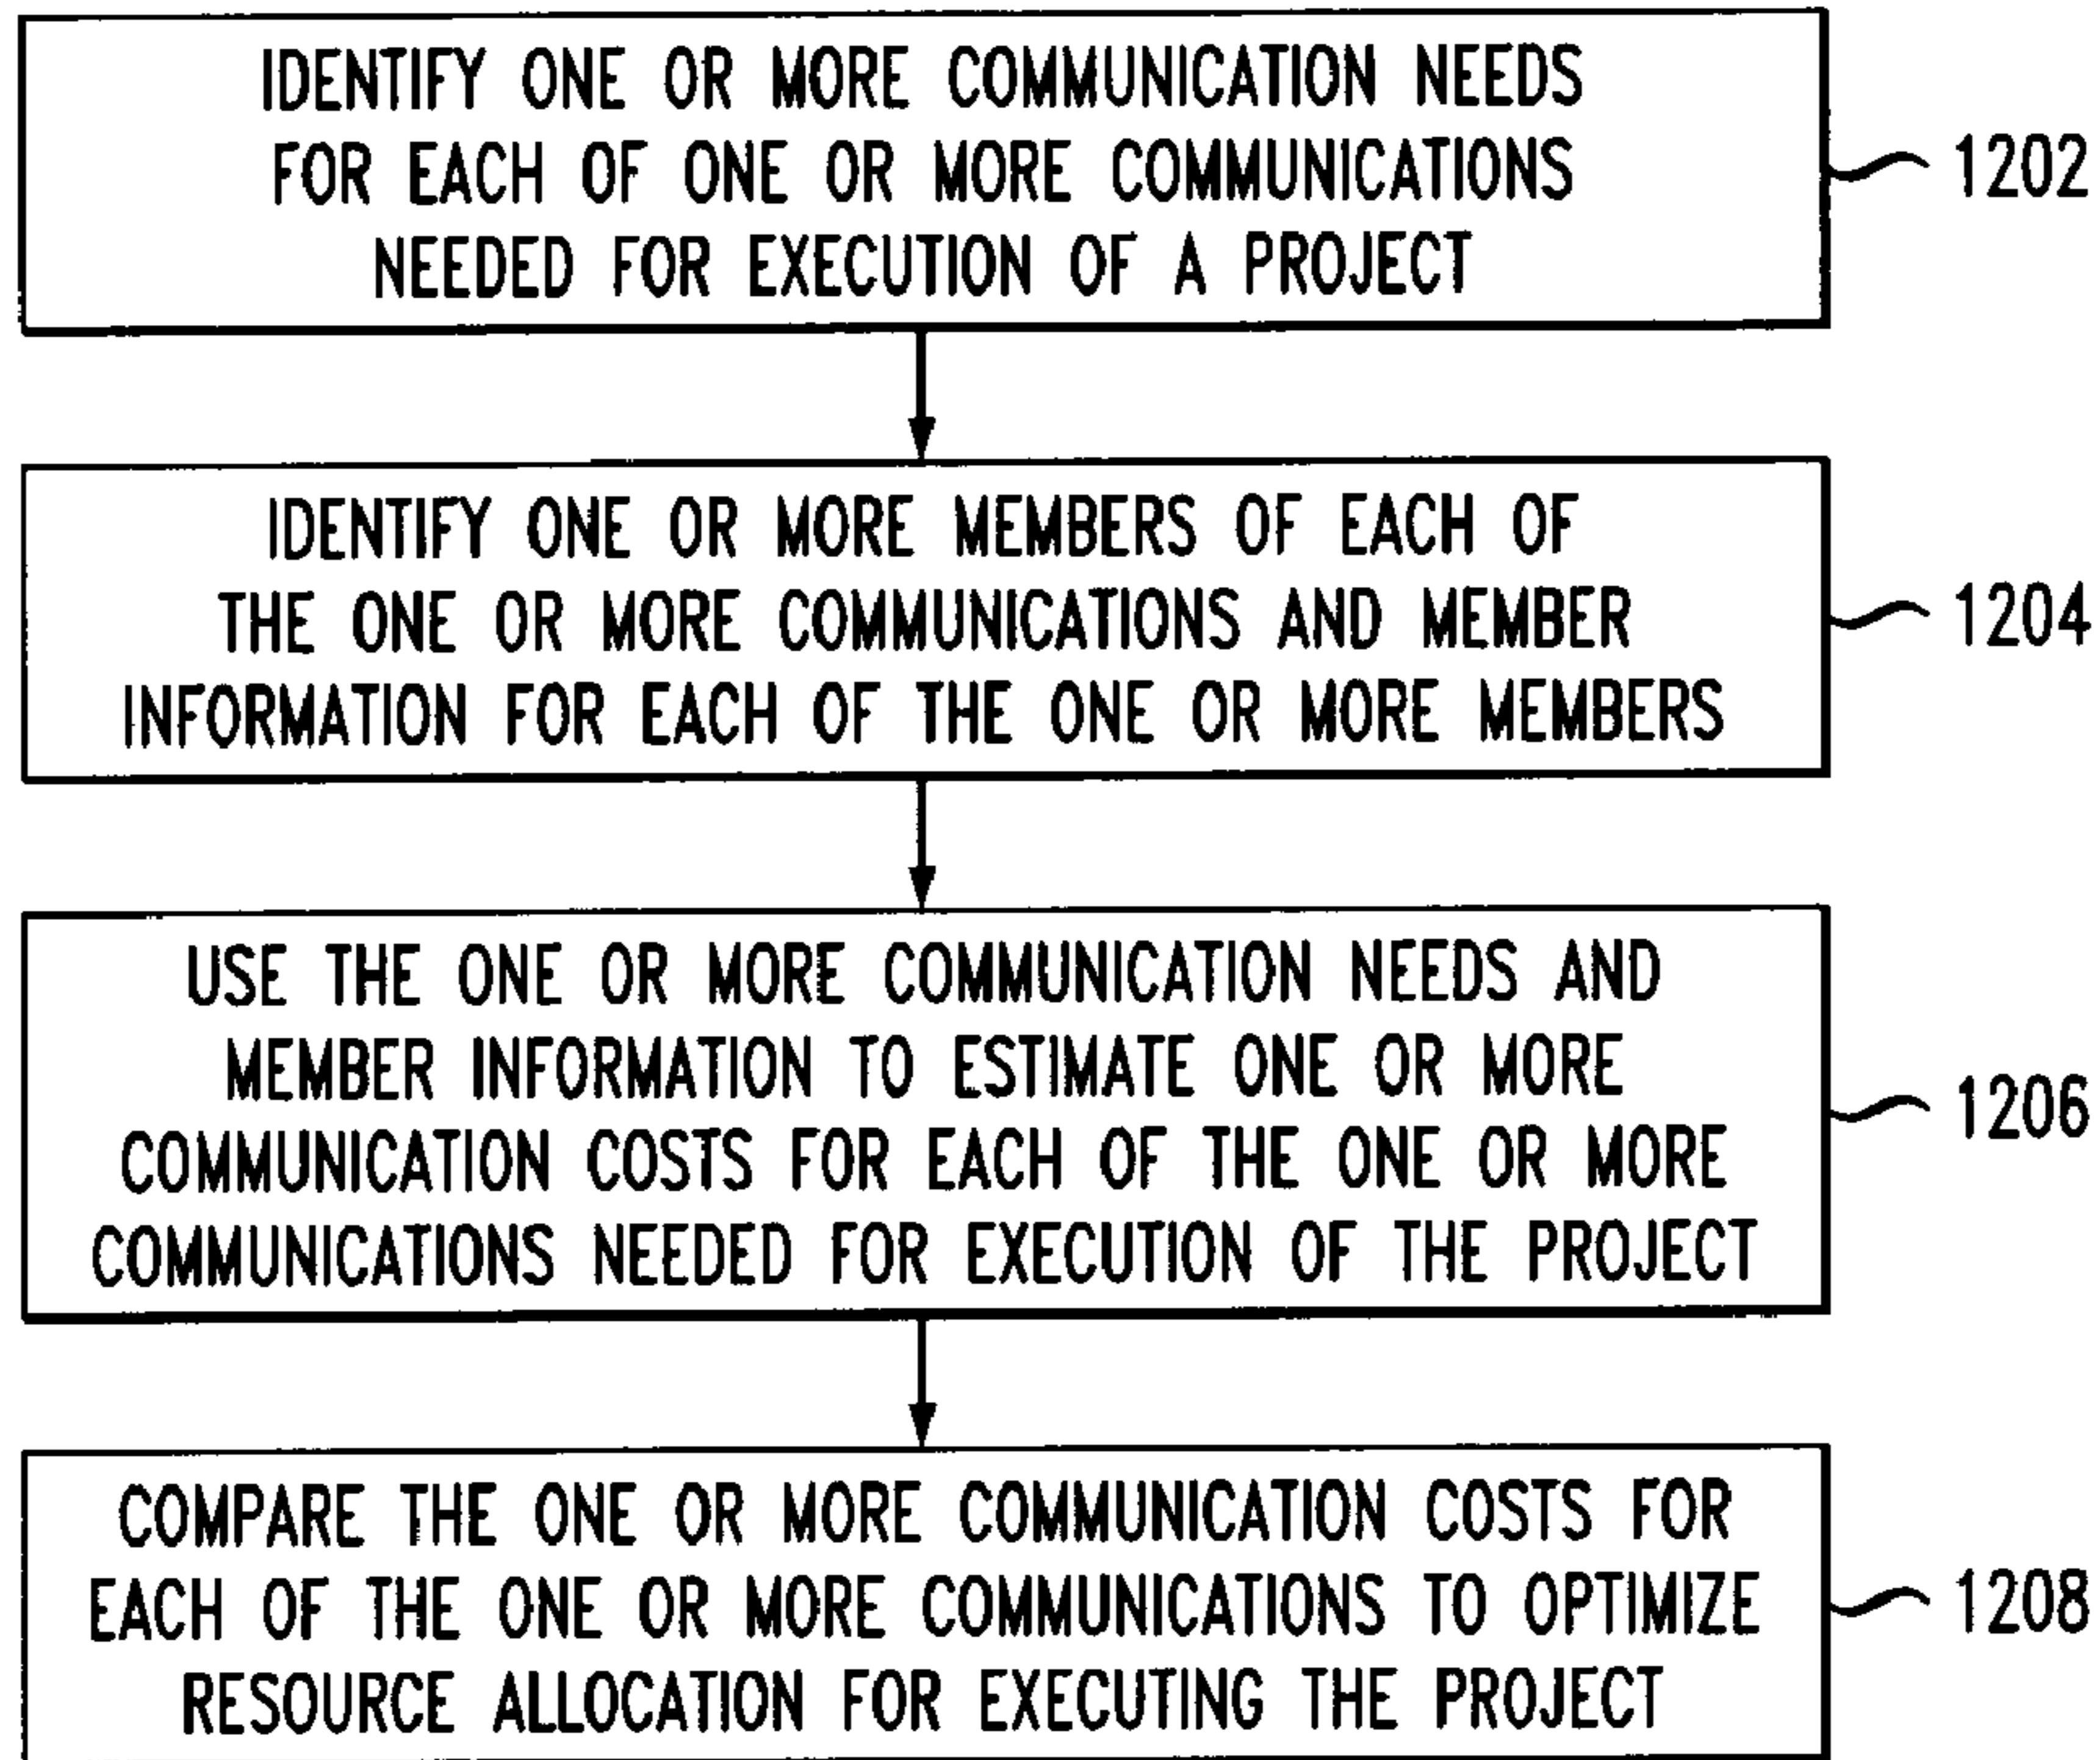 IDENTIFY ONE OR MORE COMMUNICATION NEEDS
FOR EACH OF ONE OR MORE COMMUNICATIONS
NEEDED FOR EXECUTION OF A PROJECT
1202
IDENTIFY ONE OR MORE MEMBERS OF EACH OF
THE ONE OR MORE COMMUNICATIONS AND MEMBER
INFORMATION FOR EACH OF THE ONE OR MORE MEMBERS
1204
USE THE ONE OR MORE COMMUNICATION NEEDS AND
MEMBER INFORMATION TO ESTIMATE ONE OR MORE
COMMUNICATION COSTS FOR EACH OF THE ONE OR MORE
COMMUNICATIONS NEEDED FOR EXECUTION OF THE PROJECT
1206
COMPARE THE ONE OR MORE COMMUNICATION COSTS FOR
EACH OF THE ONE OR MORE COMMUNICATIONS TO OPTIMIZE
RESOURCE ALLOCATION FOR EXECUTING THE PROJECT
1208